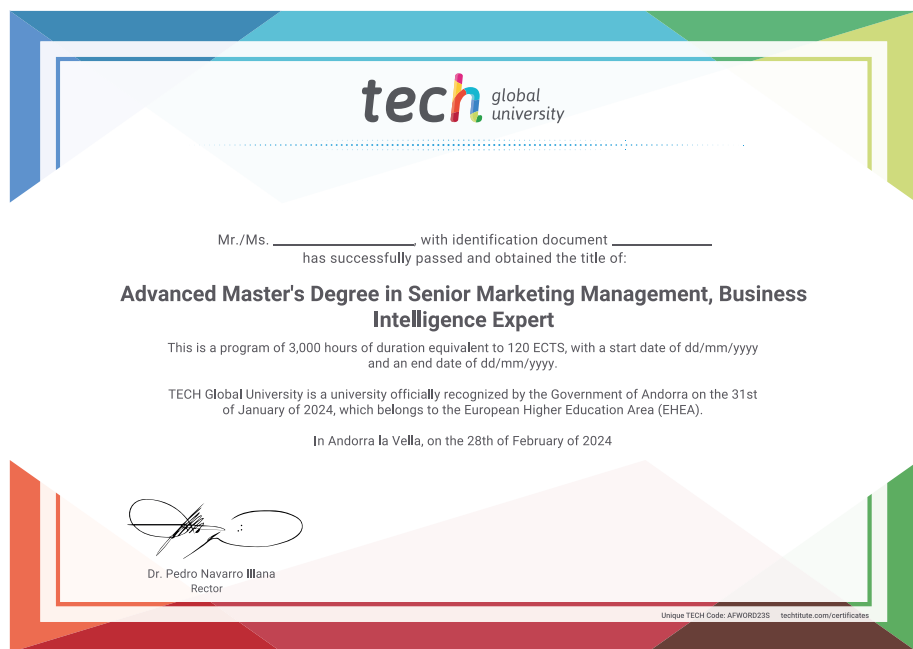 tech global university
Mr./Ms. ____________, with identification document ____________
has successfully passed and obtained the title of:
Advanced Master's Degree in Senior Marketing Management, Business
Intelligence Expert
This is a program of 3,000 hours of duration equivalent to 120 ECTS, with a start date of dd/mm/yyyy
and an end date of dd/mm/yyyy.
TECH Global University is a university officially recognized by the Government of Andorra on the 31st
of January of 2024, which belongs to the European Higher Education Area (EHEA).
In Andorra la Vella, on the 28th of February of 2024
Dr. Pedro Navarro Illana
Rector
Unique TECH Code: AFWORD23S techtitute.com/certificates